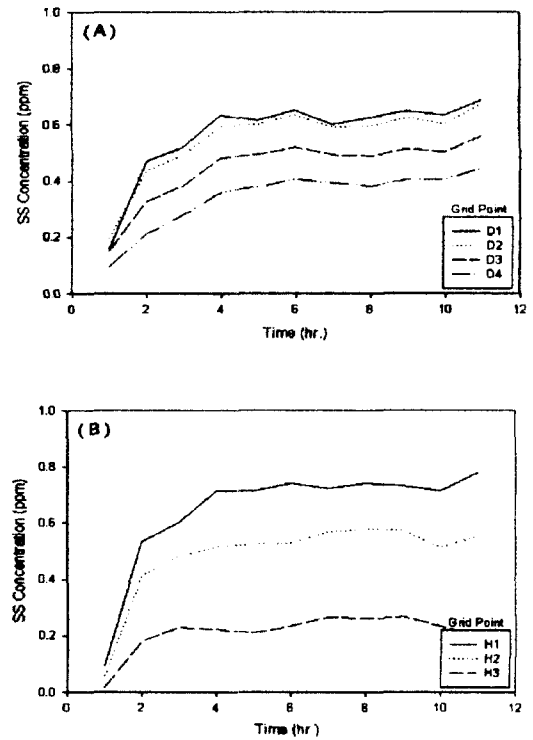 (A)
SS Concentration (ppm)
1.0
0.8
0.6
0.4
0.2
0.0
Grid Point
D1
D2
D3
D4
0 2 4 6 8 10 12
Time (hr.)
(B)
SS Concentration (ppm)
1.0
0.8
0.6
0.4
0.2
0.0
Grid Point
H1
H2
H3
0 2 4 6 8 10 12
Time (hr.)